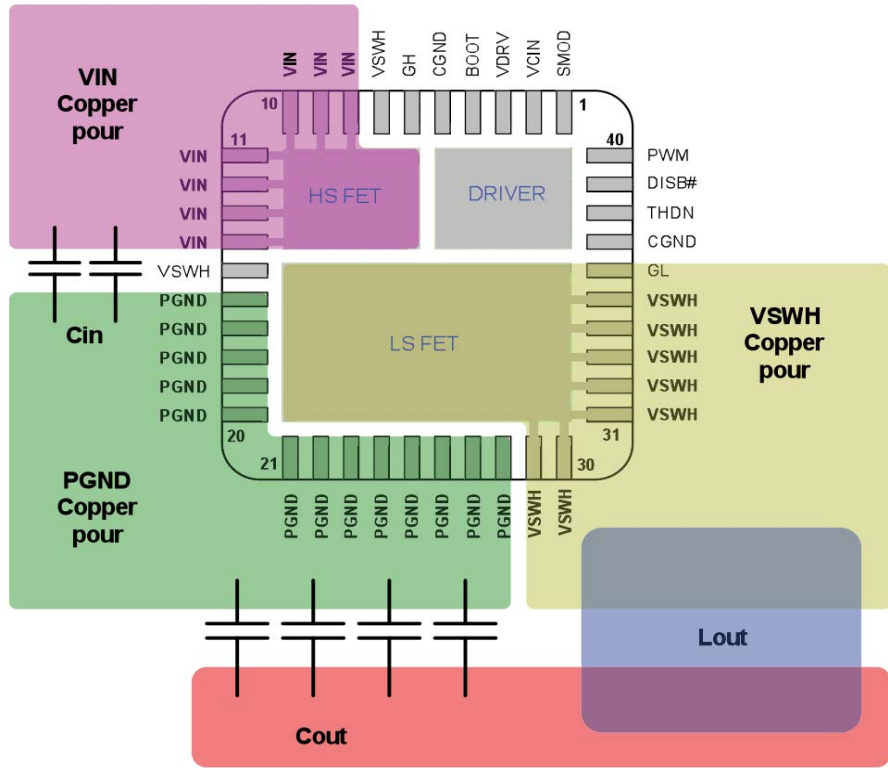 VIN
Copper
pour
VIN
VIN
VIN
VSWH
GH
CGND
BOOT
VDRV
VCIN
SMOD
10
1
11
40
VIN
VIN
VIN
VIN
VSWH
PGND
PGND
PGND
PGND
PGND
HS FET
DRIVER
LS FET
PWM
DISB#
THDN
CGND
GL
VSWH
VSWH
VSWH
VSWH
VSWH
Cin
VSWH
Copper
pour
20
21
31
30
PGND
Copper
pour
PGND
PGND
PGND
PGND
PGND
PGND
PGND
PGND
VSWH
VSWH
Lout
Cout